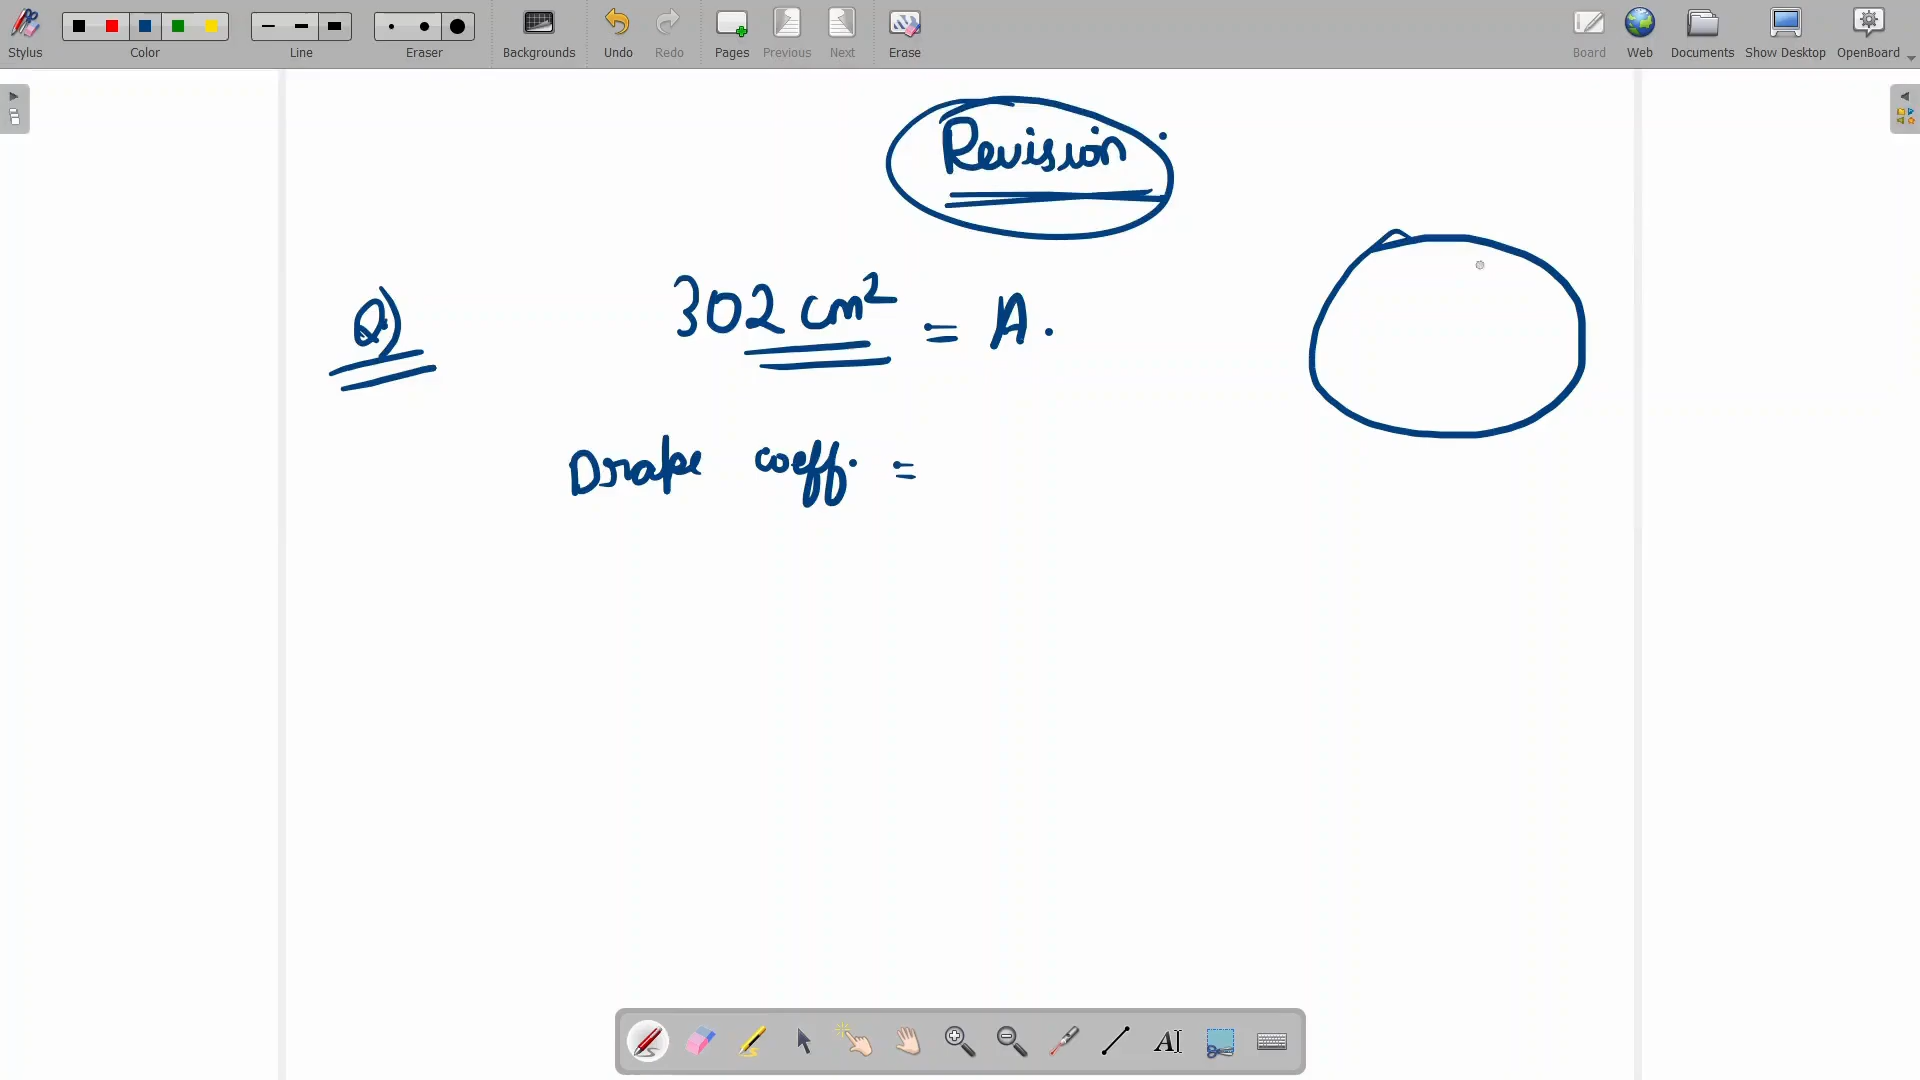 Stylus Color Line Eraser Backgrounds Undo Redo Pages Previous Next Erase Board Web Documents Show Desktop OpenBoard
Revision.
Q) 302 cm² = A.
Drape coeff. =